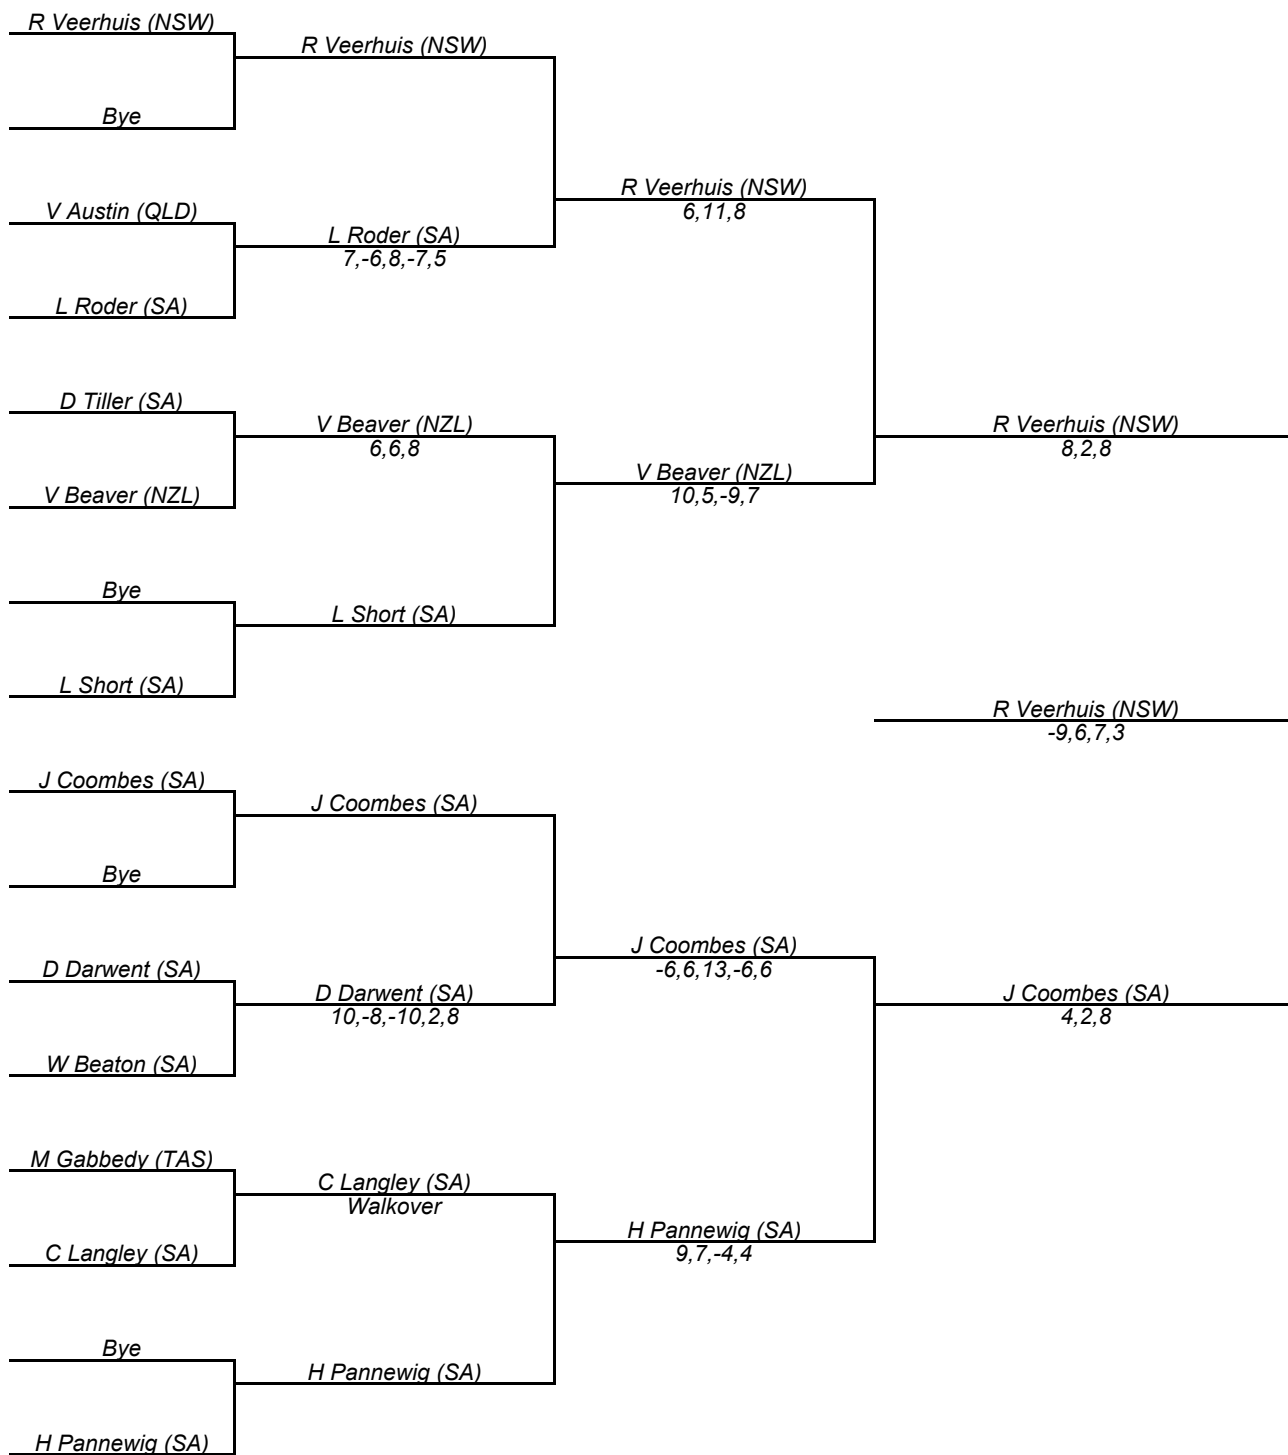 R Veerhuis (NSW)
Bye
V Austin (QLD)
L Roder (SA)
D Tiller (SA)
V Beaver (NZL)
Bye
L Short (SA)
J Coombes (SA)
Bye
D Darwent (SA)
W Beaton (SA)
M Gabbedy (TAS)
C Langley (SA)
Bye
H Pannewig (SA)
R Veerhuis (NSW)
L Roder (SA)
7,-6,8,-7,5
V Beaver (NZL)
6,6,8
L Short (SA)
J Coombes (SA)
D Darwent (SA)
10,-8,-10,2,8
C Langley (SA)
Walkover
H Pannewig (SA)
R Veerhuis (NSW)
6,11,8
V Beaver (NZL)
10,5,-9,7
J Coombes (SA)
-6,6,13,-6,6
H Pannewig (SA)
9,7,-4,4
R Veerhuis (NSW)
8,2,8
R Veerhuis (NSW)
-9,6,7,3
J Coombes (SA)
4,2,8